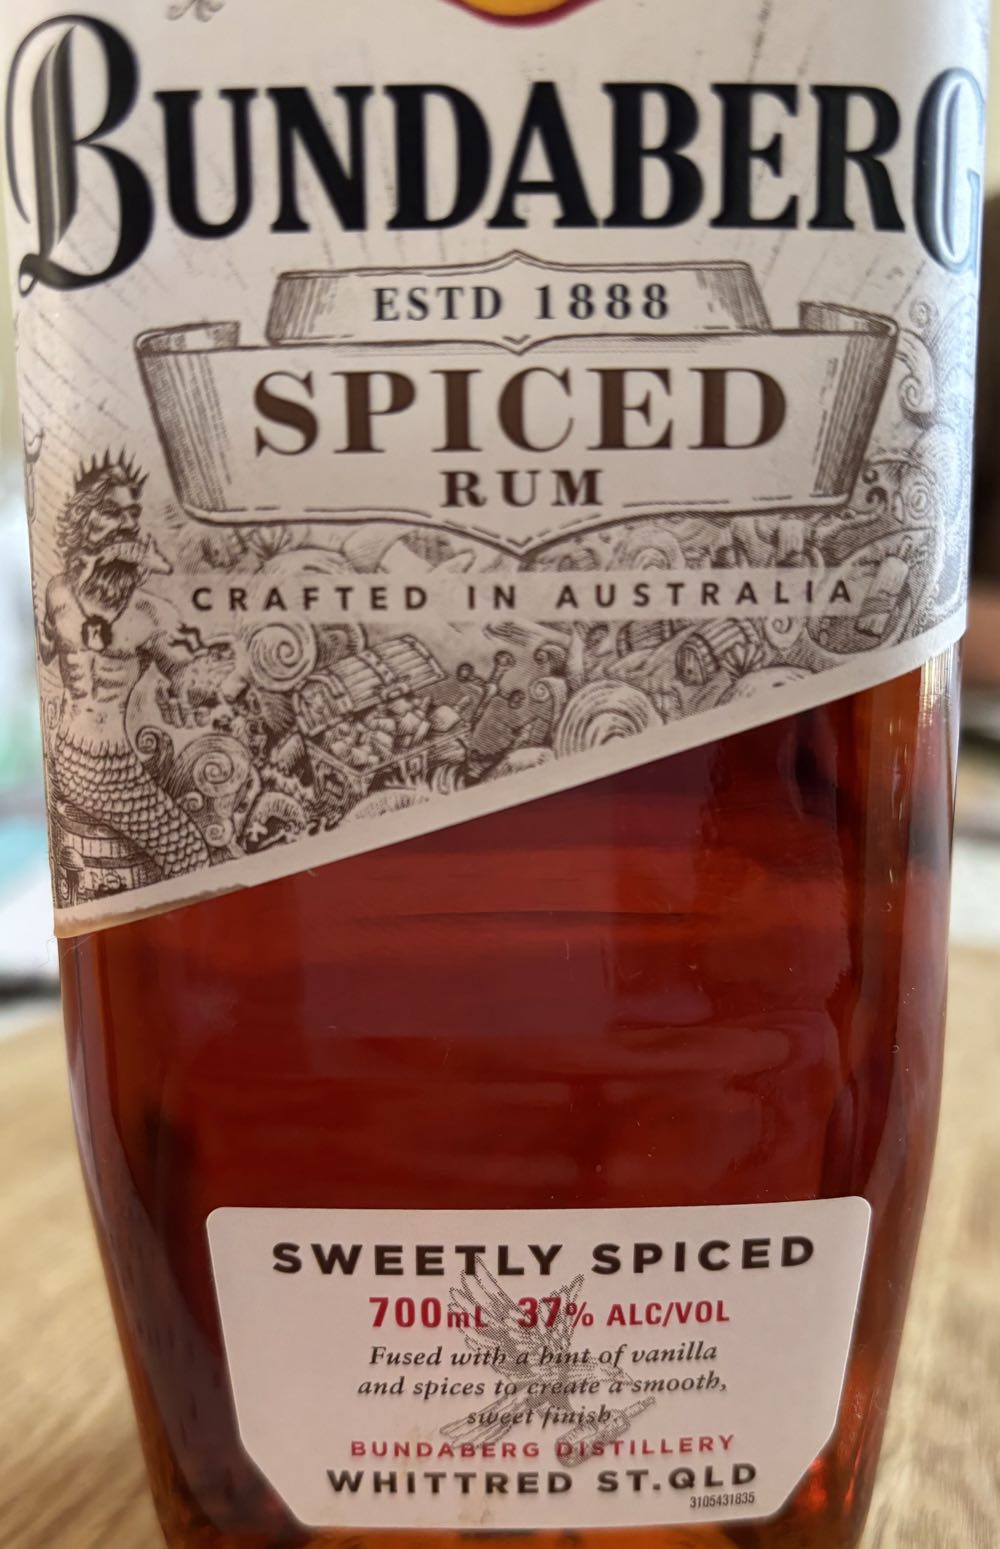 BUNDABERG
ESTD 1888
SPICED
RUM
CRAFTED IN AUSTRALIA
SWEETLY SPICED
700mL 37% ALC/VOL
Fused with a hint of vanilla
and spices to create a smooth,
sweet finish.
BUNDABERG DISTILLERY
WHITTRED ST.QLD
3105431835